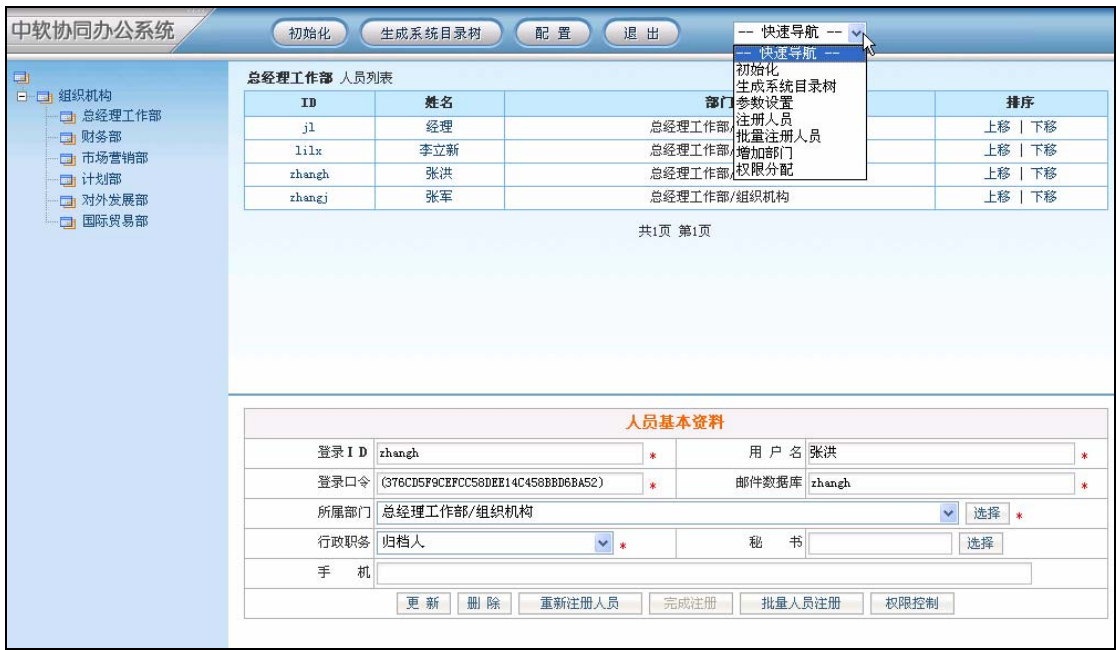 中软协同办公系统
初始化 生成系统目录树 配 置 退 出 -- 快速导航 --
-- 快速导航 --
初始化
生成系统目录树
参数设置
注册人员
批量注册人员
增加部门
权限分配
组织机构
总经理工作部
财务部
市场营销部
计划部
对外发展部
国际贸易部
总经理工作部 人员列表
ID 姓名 部门 排序
jl 经理 总经理工作部/ 上移 | 下移
lilx 李立新 总经理工作部/ 上移 | 下移
zhangh 张洪 总经理工作部/ 上移 | 下移
zhangj 张军 总经理工作部/组织机构 上移 | 下移
共1页 第1页
人员基本资料
登录ID zhangh * 用 户 名 张洪 *
登录口令 (376CD5F9CEFCC58DEE14C458BBD6BA52) * 邮件数据库 zhangh *
所属部门 总经理工作部/组织机构 选择 *
行政职务 归档人 * 秘 书 选择
手 机
更 新 删 除 重新注册人员 完成注册 批量人员注册 权限控制